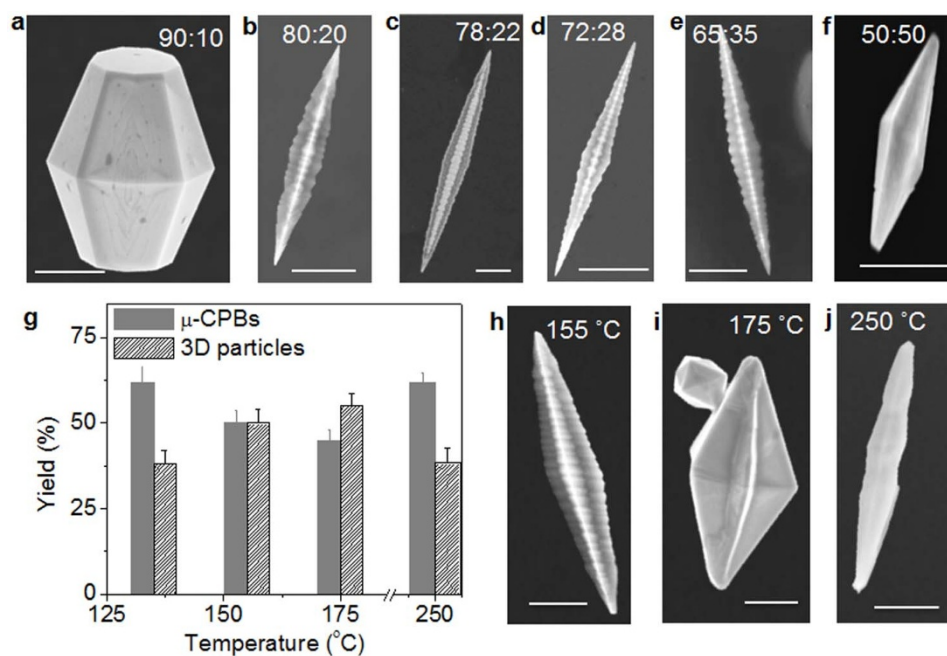 a
90:10
b
80:20
c
78:22
d
72:28
e
65:35
f
50:50
g
μ-CPBs
3D particles
75
50
25
0
Yield (%)
125
150
175
250
Temperature (°C)
h
155 °C
i
175 °C
j
250 °C